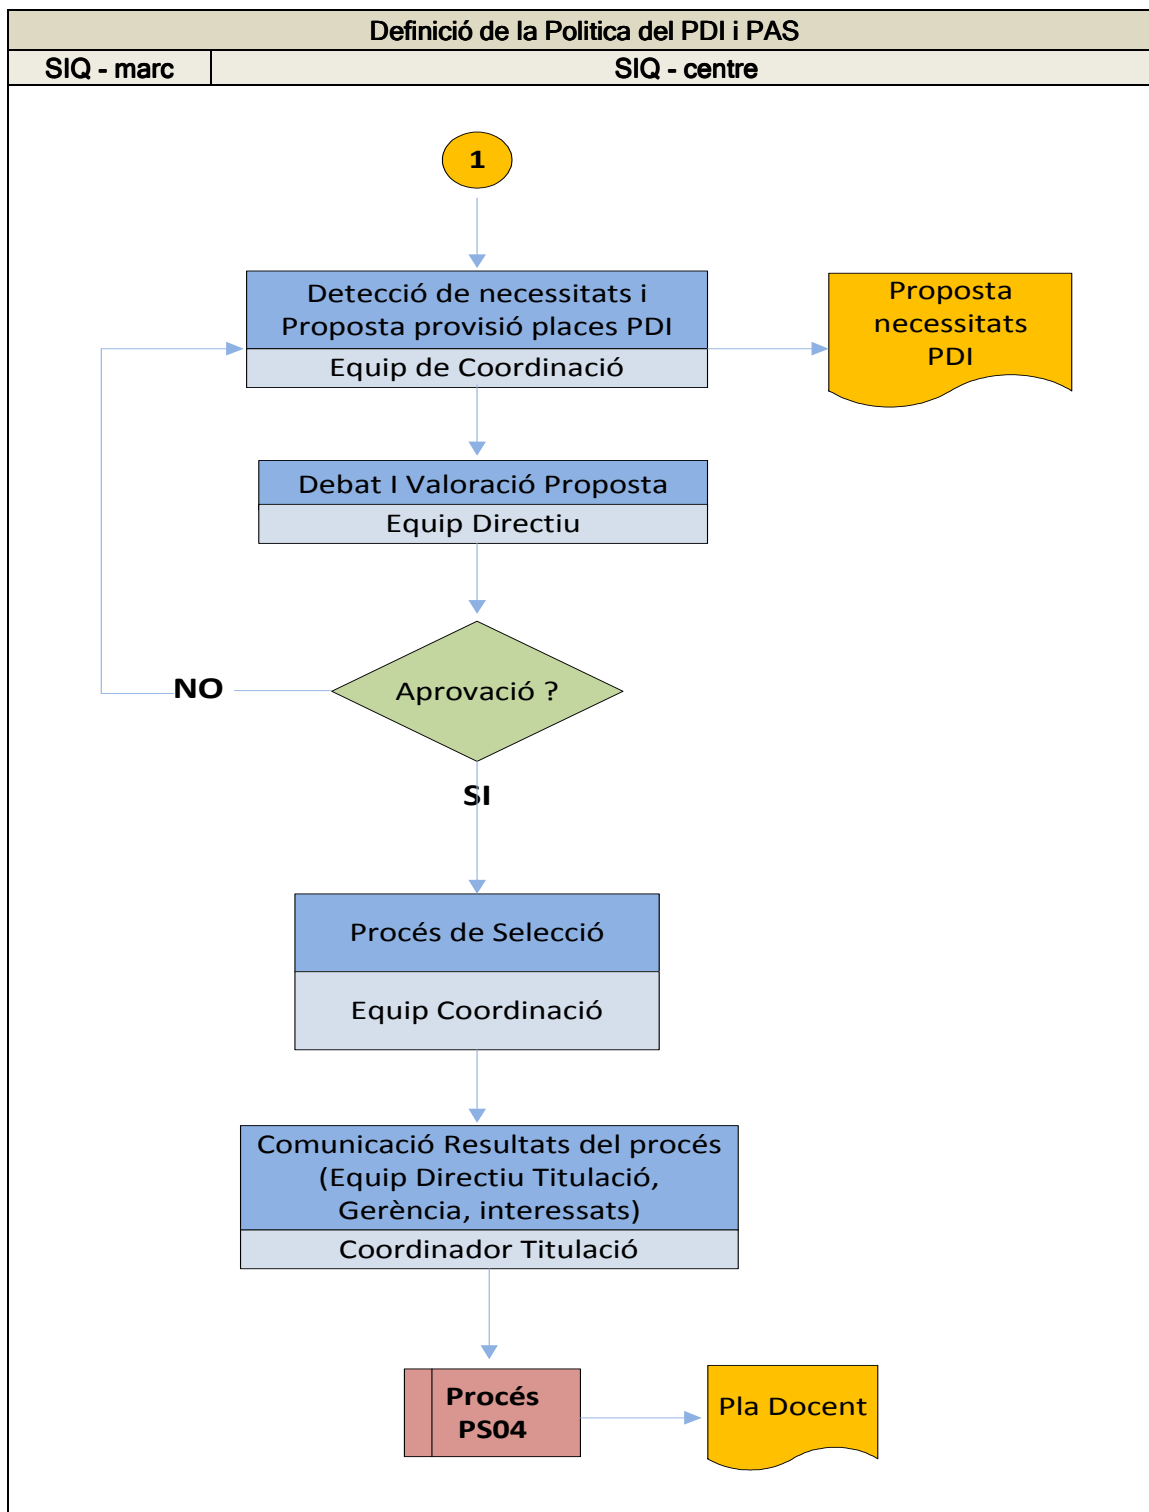 Definició de la Politica del PDI i PAS
SIQ - marc
SIQ - centre
1
Detecció de necessitats i
Proposta provisió places PDI
Equip de Coordinació
Proposta
necessitats
PDI
Debat I Valoració Proposta
Equip Directiu
Aprovació ?
NO
SI
Procés de Selecció
Equip Coordinació
Comunicació Resultats del procés
(Equip Directiu Titulació,
Gerència, interessats)
Coordinador Titulació
Procés
PS04
Pla Docent